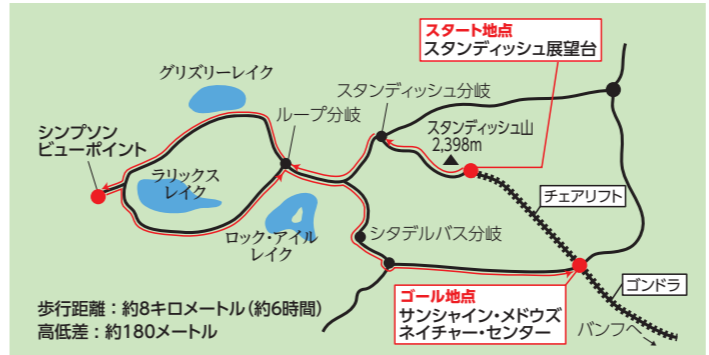 スタート地点
スタンディッシュ展望台
グリズリーレイク
スタンディッシュ分岐
ループ分岐
スタンディッシュ山
2,398m
シンプソン
ビューポイント
ラリックス
レイク
チェアリフト
ロック・アイル
レイク
シタデルパス分岐
ゴンドラ
ゴール地点
サンシャイン・メドウズ
ネイチャー・センター
バンフへ
歩行距離：約8キロメートル（約6時間）
高低差：約180メートル